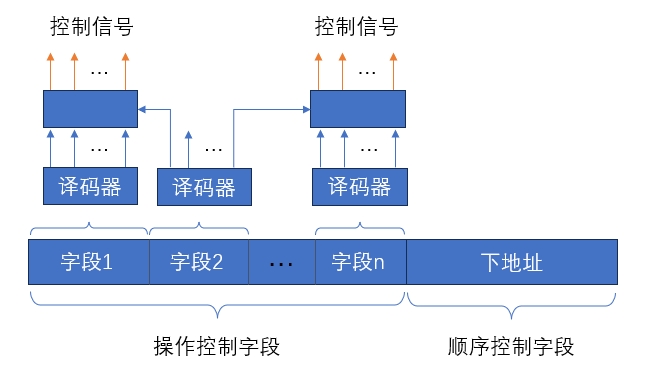 控制信号 控制信号
… …
… … …
译码器 译码器 译码器
字段1 字段2 … 字段n 下地址
操作控制字段 顺序控制字段